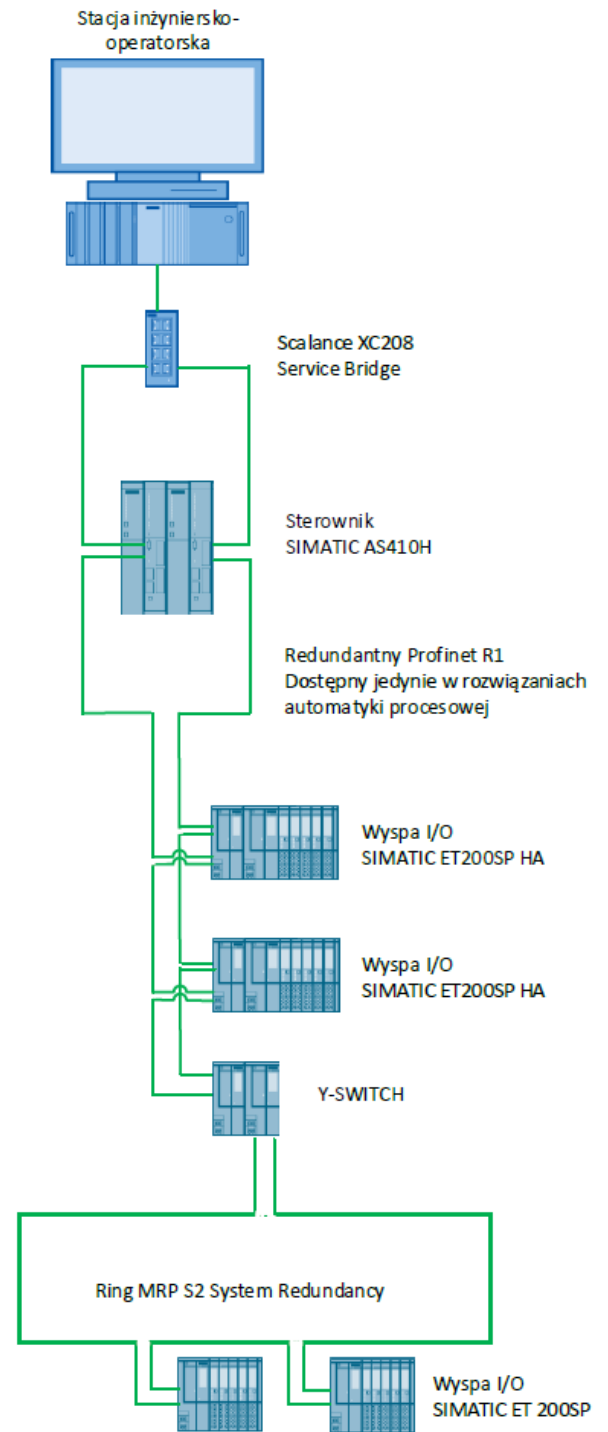 Stacja inżyniersko-
operatorska
Scalance XC208
Service Bridge
Sterownik
SIMATIC AS410H
Redundantny Profinet R1
Dostępny jedynie w rozwiązaniach
automatyki procesowej
Wyspa I/O
SIMATIC ET200SP HA
Wyspa I/O
SIMATIC ET200SP HA
Y-SWITCH
Ring MRP S2 System Redundancy
Wyspa I/O
SIMATIC ET 200SP